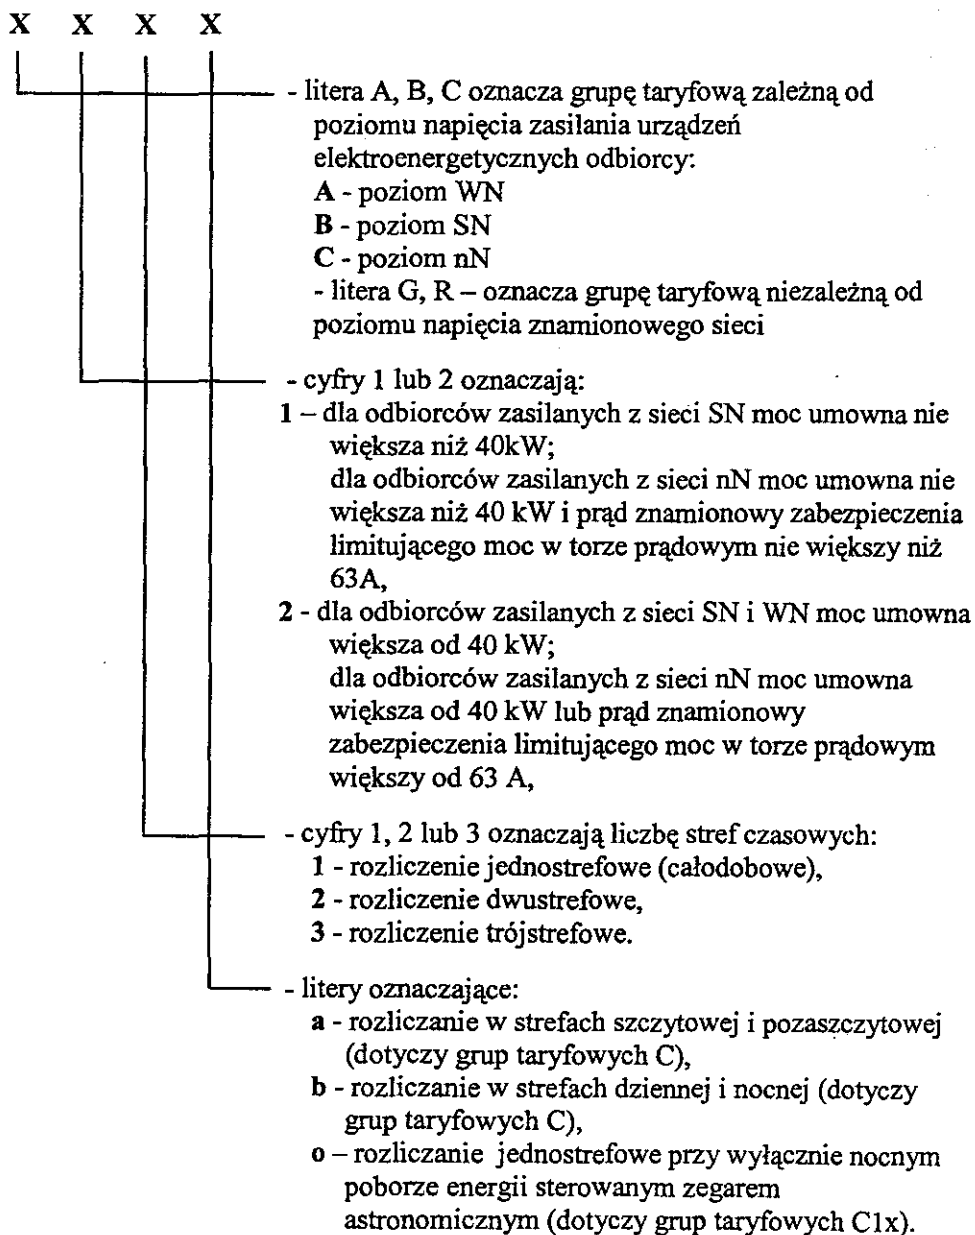 X X X X
- litera A, B, C oznacza grupę taryfową zależną od
poziomu napięcia zasilania urządzeń
elektroenergetycznych odbiorcy:
A - poziom WN
B - poziom SN
C - poziom nN
- litera G, R – oznacza grupę taryfową niezależną od
poziomu napięcia znamionowego sieci
- cyfry 1 lub 2 oznaczają:
1 – dla odbiorców zasilanych z sieci SN moc umowna nie
większa niż 40kW;
dla odbiorców zasilanych z sieci nN moc umowna nie
większa niż 40 kW i prąd znamionowy zabezpieczenia
limitującego moc w torze prądowym nie większy niż
63A,
2 - dla odbiorców zasilanych z sieci SN i WN moc umowna
większa od 40 kW;
dla odbiorców zasilanych z sieci nN moc umowna
większa od 40 kW lub prąd znamionowy
zabezpieczenia limitującego moc w torze prądowym
większy od 63 A,
- cyfry 1, 2 lub 3 oznaczają liczbę stref czasowych:
1 - rozliczenie jednostrefowe (całodobowe),
2 - rozliczenie dwustrefowe,
3 - rozliczenie trójstrefowe.
- litery oznaczające:
a - rozliczanie w strefach szczytowej i pozaszczytowej
(dotyczy grup taryfowych C),
b - rozliczanie w strefach dziennej i nocnej (dotyczy
grup taryfowych C),
o – rozliczanie jednostrefowe przy wyłącznie nocnym
poborze energii sterowanym zegarem
astronomicznym (dotyczy grup taryfowych C1x).